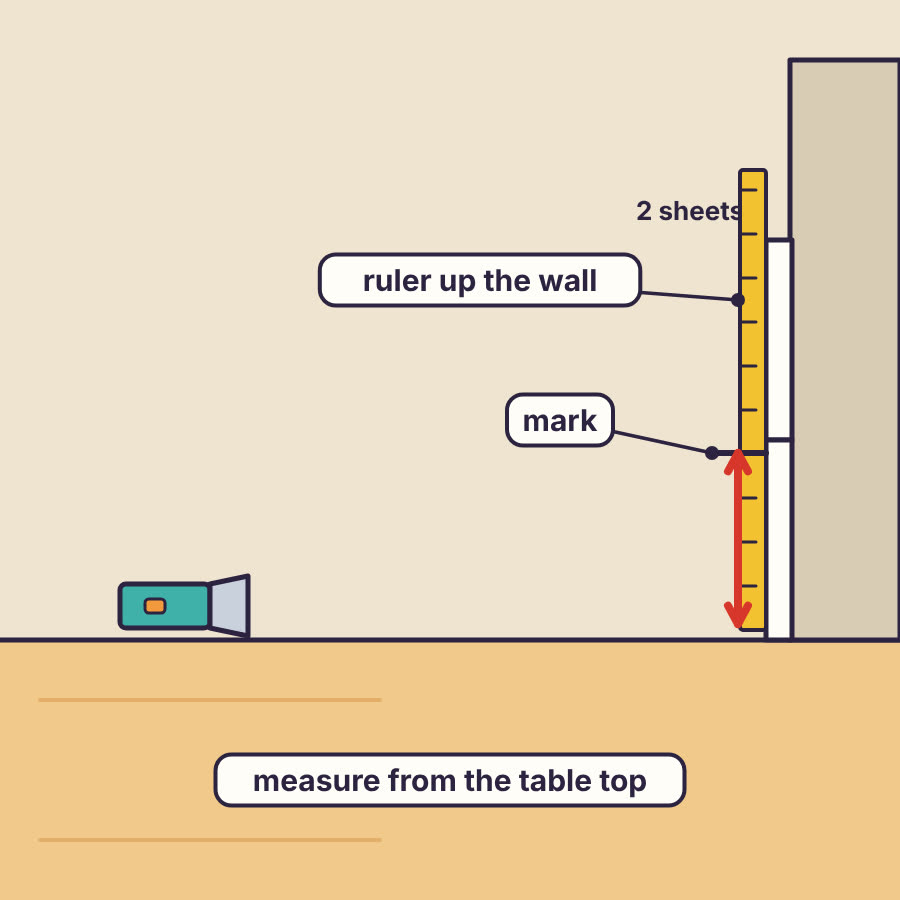 2 sheets
ruler up the wall
mark
measure from the table top